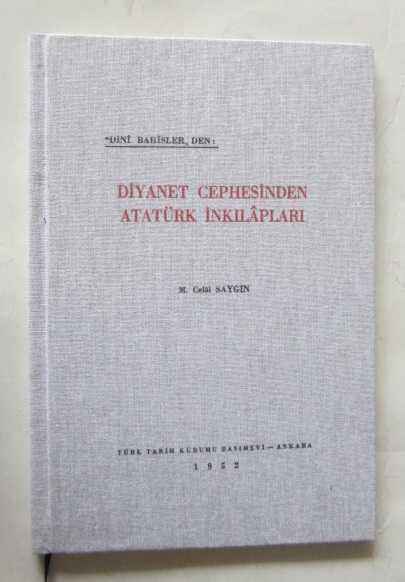 "DİNÎ BAHİSLER„ DEN:
DİYANET CEPHESİNDEN
ATATÜRK İNKILÂPLARI
M. Celâl SAYGIN
TÜRK TARİH KURUMU BASIMEVİ — ANKARA
1952